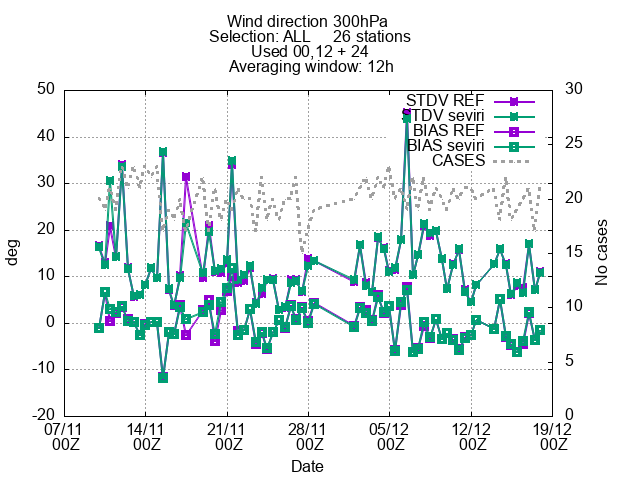 Wind direction 300hPa
Selection: ALL     26 stations
Used 00,12 + 24
Averaging window: 12h
STDV REF
STDV seviri
BIAS REF
BIAS seviri
CASES
50
40
30
20
10
0
-10
-20
deg
30
25
20
15
10
5
0
No cases
07/11 14/11 21/11 28/11 05/12 12/12 19/12
00Z 00Z 00Z 00Z 00Z 00Z 00Z
Date